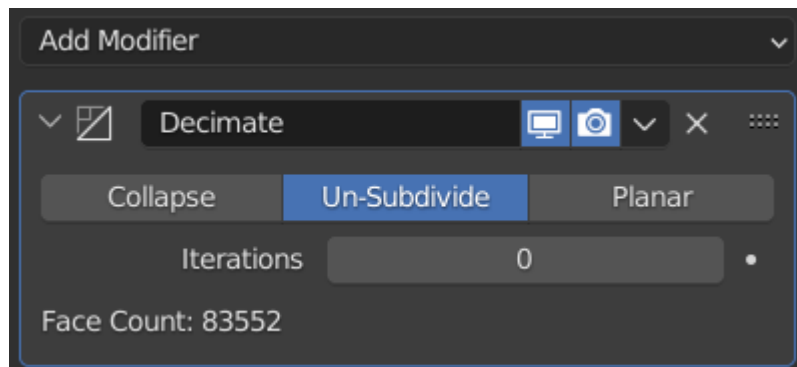 Add Modifier
Decimate
Collapse Un-Subdivide Planar
Iterations 0
Face Count: 83552